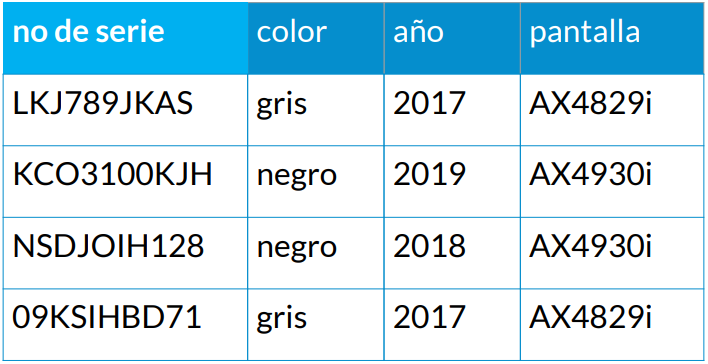 no de serie color año pantalla
LKJ789JKAS gris 2017 AX4829i
KCO3100KJH negro 2019 AX4930i
NSDJOIH128 negro 2018 AX4930i
09KSIHBD71 gris 2017 AX4829i